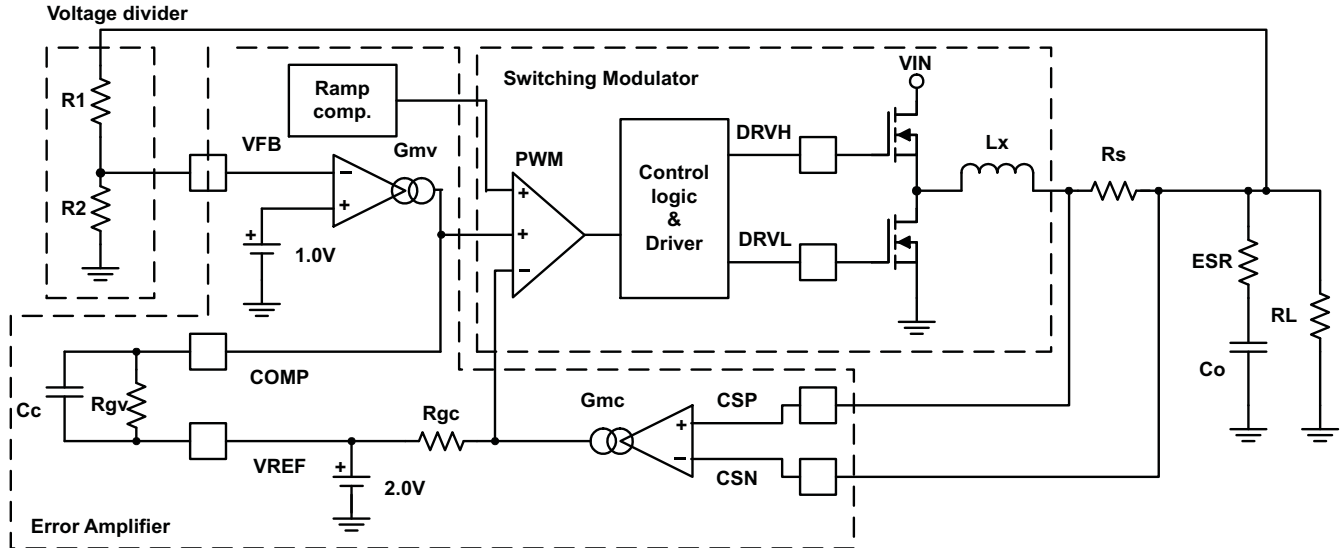 Voltage divider
Switching Modulator
VIN
Ramp
comp.
R1
VFB
Gmv
PWM
DRVH
Lx
Rs
−
+
+
+
−
Control
logic
&
Driver
R2
+
1.0V
DRVL
ESR
RL
COMP
Co
Cc
Rgv
Rgc
Gmc
CSP
+
−
VREF
+
2.0V
CSN
Error Amplifier